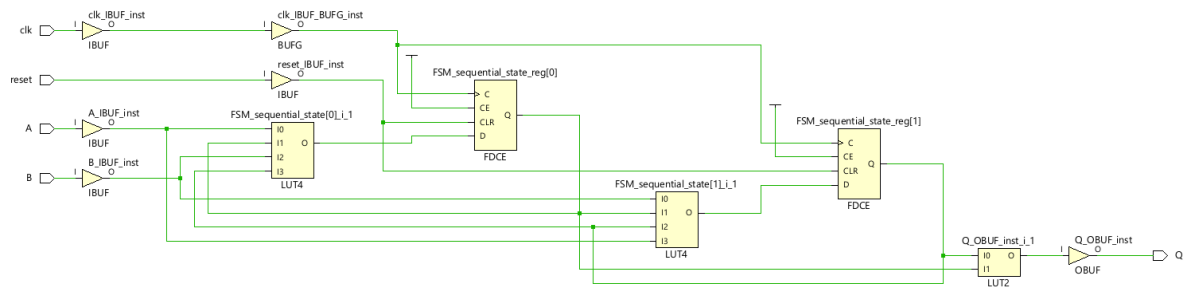 clk
I
clk_IBUF_inst
O
IBUF
I
clk_IBUF_BUFG_inst
O
BUFG
reset
I
reset_IBUF_inst
O
IBUF
A
I
A_IBUF_inst
O
IBUF
B
I
B_IBUF_inst
O
IBUF
FSM_sequential_state[0]_i_1
I0
I1
I2
I3
O
LUT4
FSM_sequential_state_reg[0]
C
CE
CLR
D
Q
FDCE
FSM_sequential_state[1]_i_1
I0
I1
I2
I3
O
LUT4
FSM_sequential_state_reg[1]
C
CE
CLR
D
Q
FDCE
Q_OBUF_inst_i_1
I0
I1
O
LUT2
I
Q_OBUF_inst
O
OBUF
Q